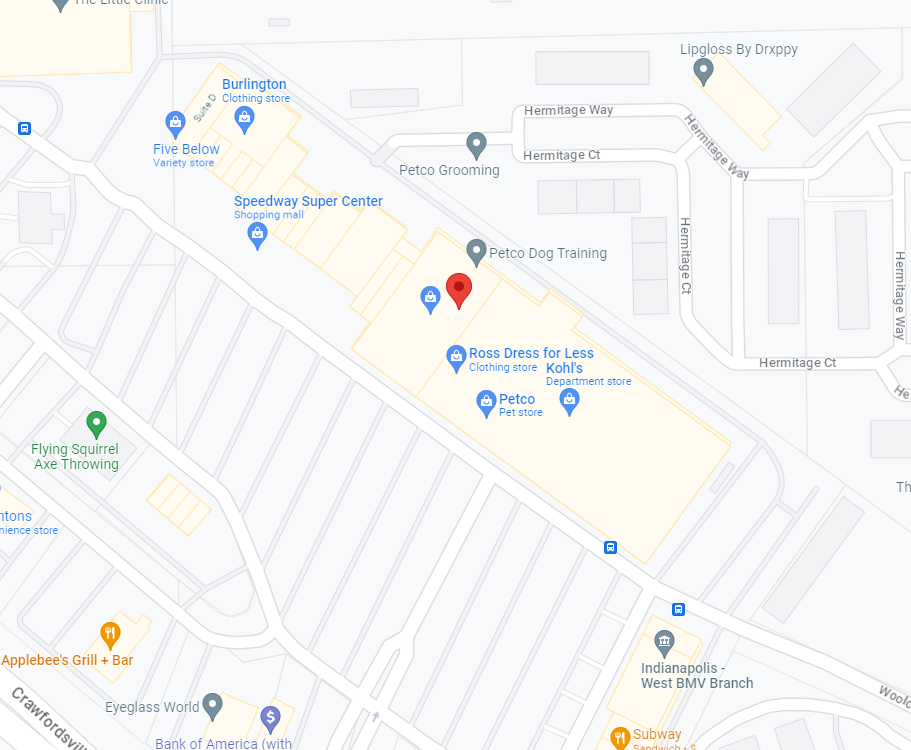 The Little Clinic
Lipgloss By Drxppy
Burlington
Clothing store
Suite D
Hermitage Way
Hermitage Way
Five Below
Variety store
Hermitage Ct
Petco Grooming
Speedway Super Center
Shopping mall
Hermitage Ct
Petco Dog Training
Hermitage Way
Ross Dress for Less
Clothing store
Kohl's
Department store
Hermitage Ct
He
Petco
Pet store
Flying Squirrel
Axe Throwing
Th
ntons
nience store
Applebee's Grill + Bar
Indianapolis -
West BMV Branch
Woolc
Crawfordsvil
Eyeglass World
Bank of America (with
Subway
Sandwich • $